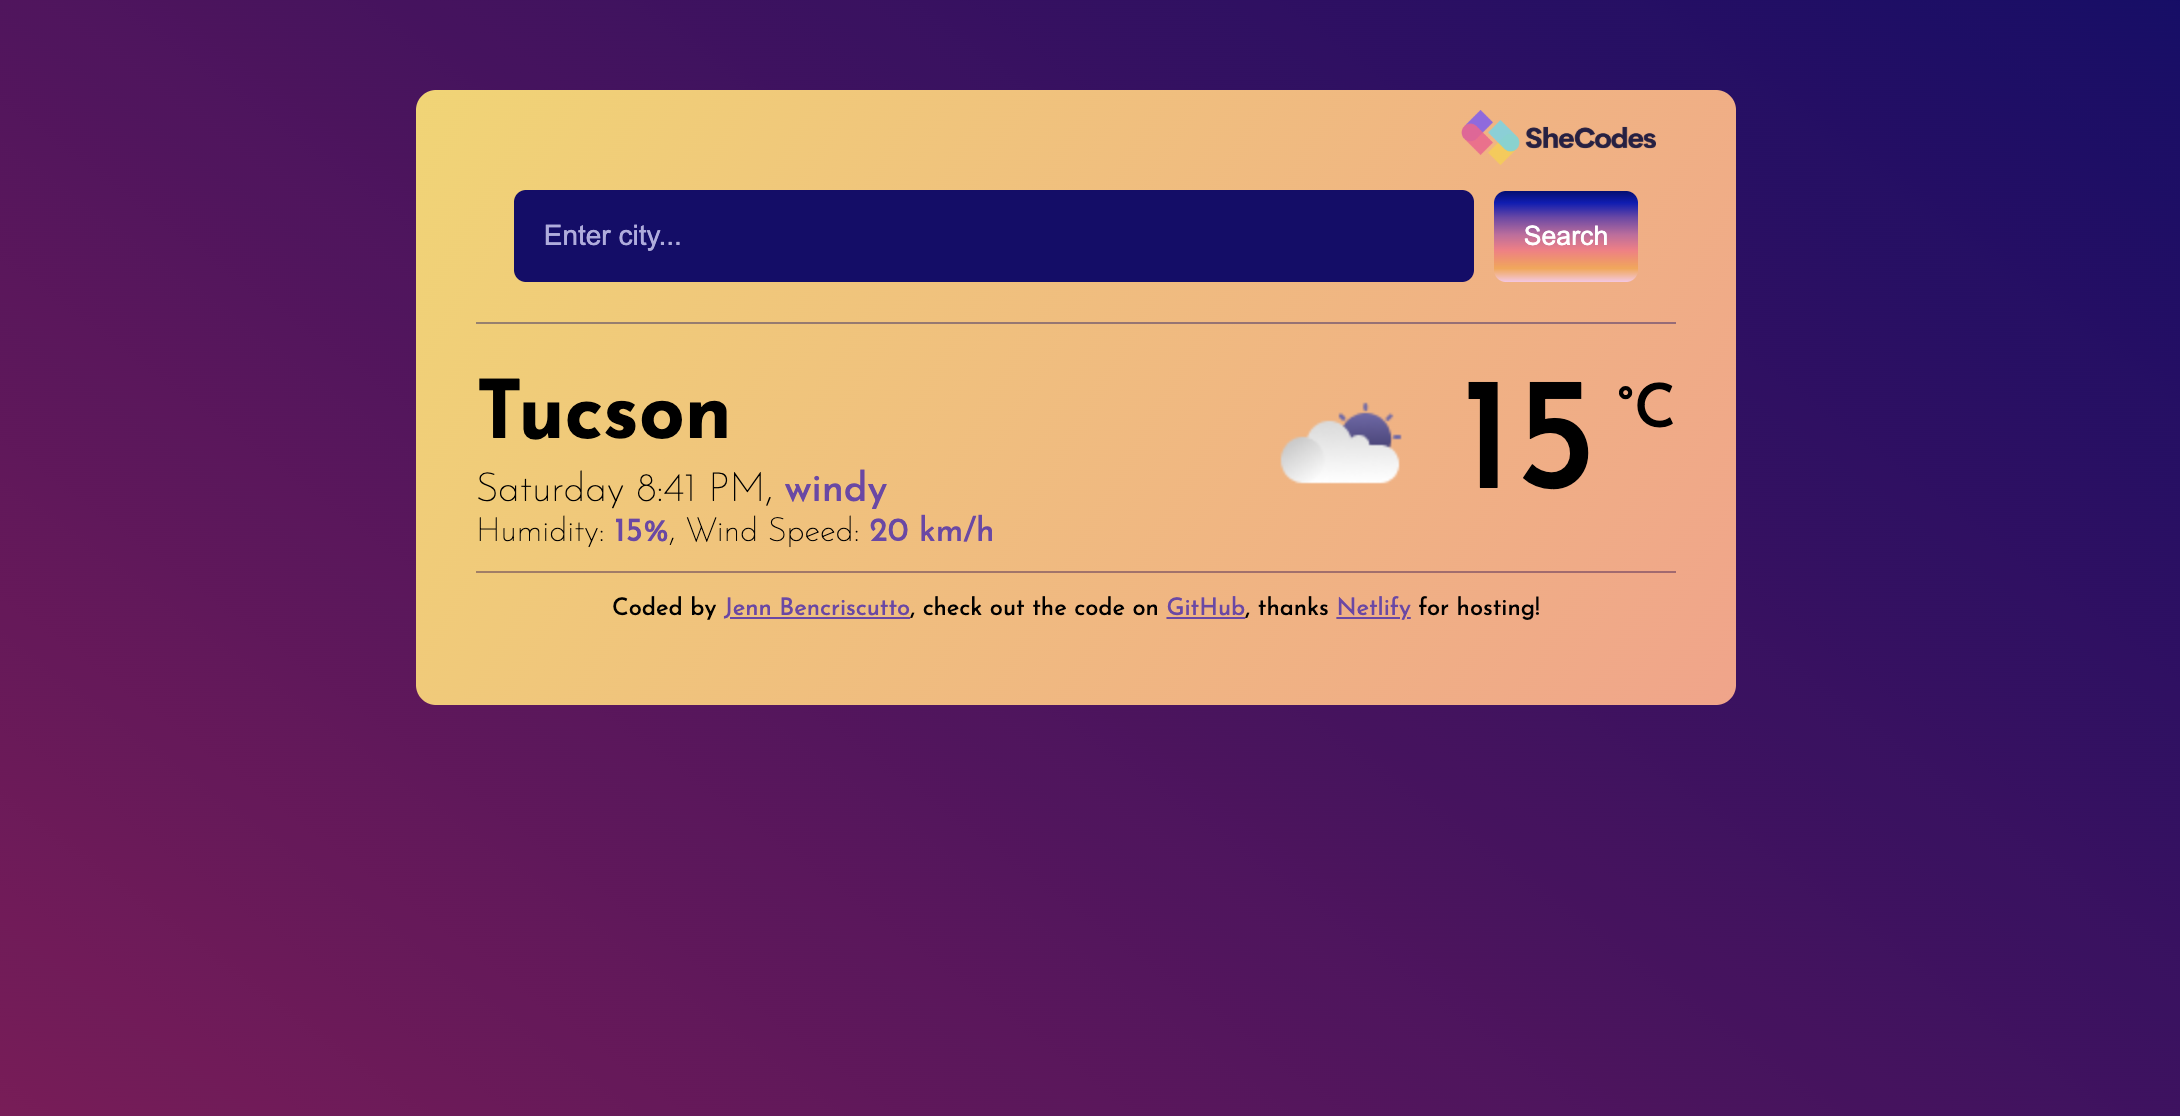 SheCodes
Enter city...
Search
Tucson
15 °C
Saturday 8:41 PM, windy
Humidity: 15%, Wind Speed: 20 km/h
Coded by Jenn Bencriscutto, check out the code on GitHub, thanks Netlify for hosting!